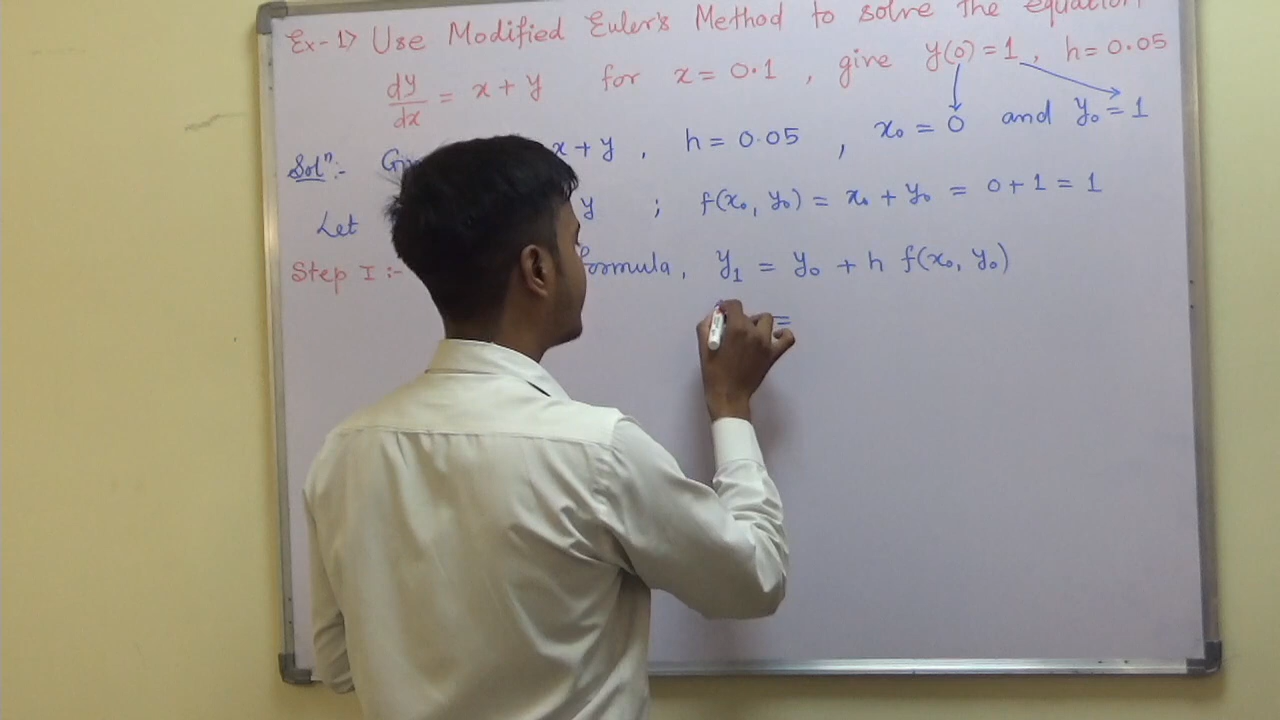 Ex-1> Use Modified Euler's Method to solve the equation
dy/dx = x + y for x = 0.1 , give y(0) = 1 , h = 0.05
Solⁿ:- x + y , h = 0.05 , x₀ = 0 and y₀ = 1
Let y ; f(x₀, y₀) = x₀ + y₀ = 0 + 1 = 1
Step I :- formula, y₁ = y₀ + h f(x₀, y₀)
=